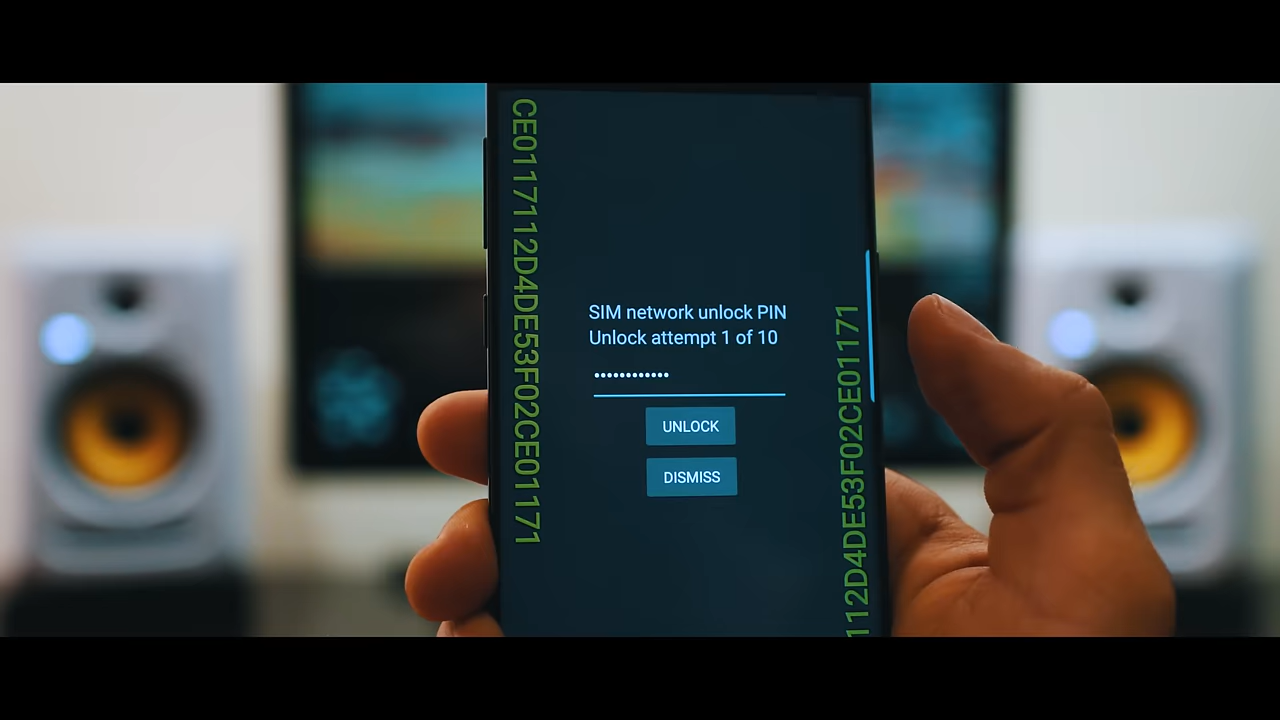 CE0117112D4DE53F02CE01171
SIM network unlock PIN
Unlock attempt 1 of 10
••••••••••••
UNLOCK
DISMISS
112D4DE53F02CE01171